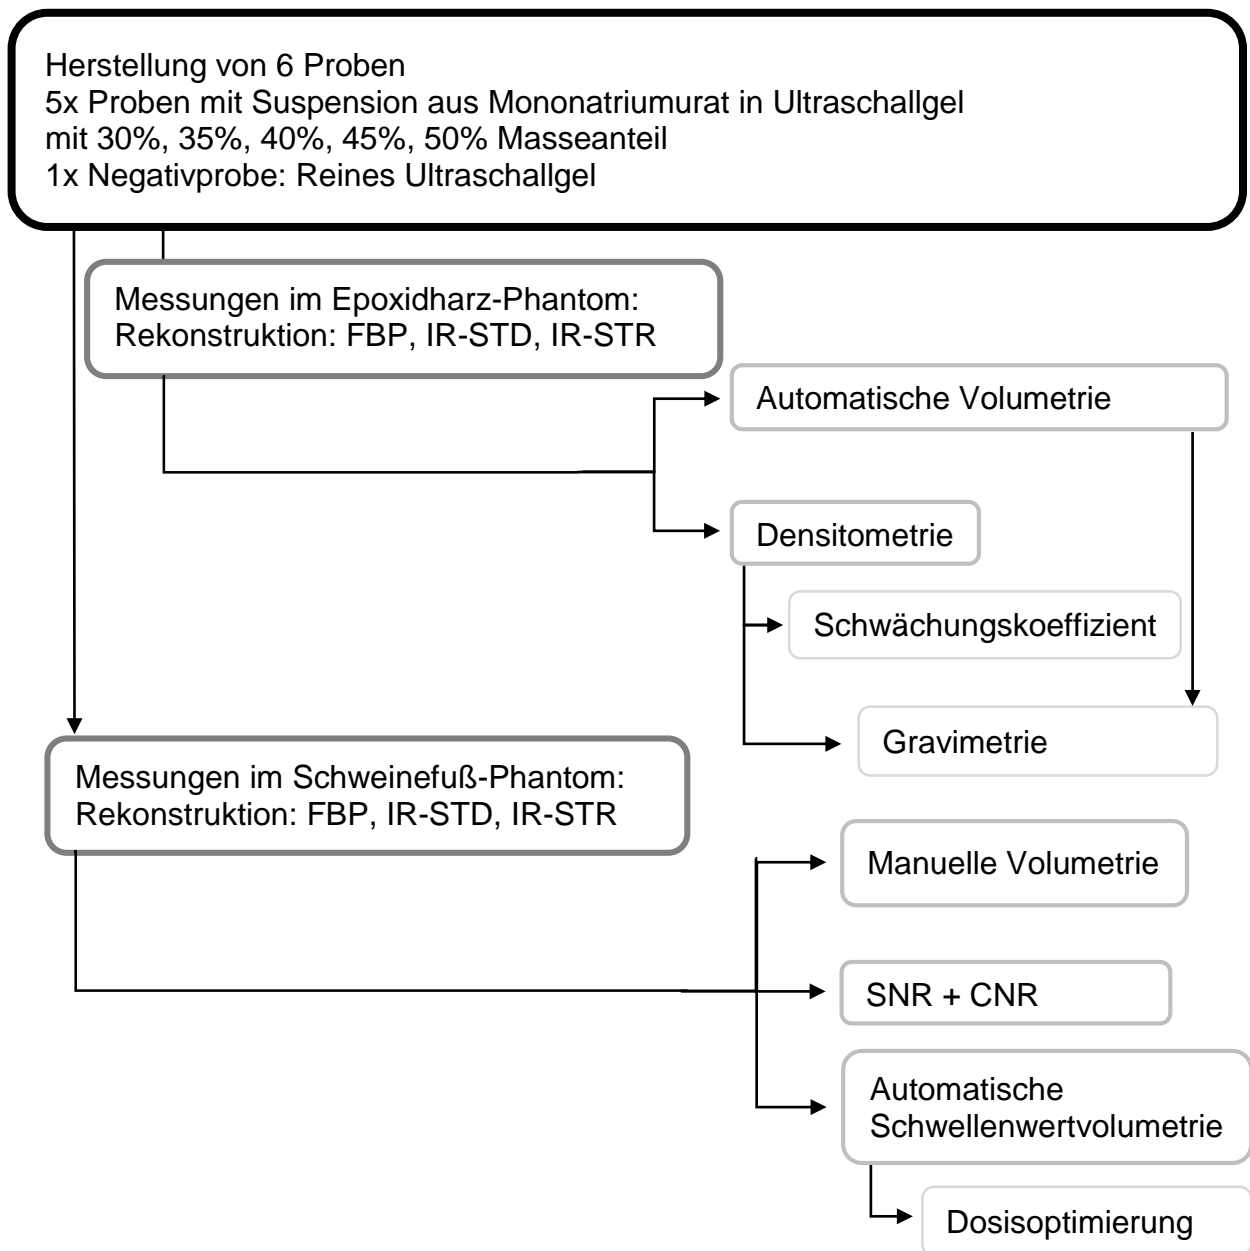 Herstellung von 6 Proben
5x Proben mit Suspension aus Mononatriumurat in Ultraschallgel
mit 30%, 35%, 40%, 45%, 50% Masseanteil
1x Negativprobe: Reines Ultraschallgel
Messungen im Epoxidharz-Phantom:
Rekonstruktion: FBP, IR-STD, IR-STR
Automatische Volumetrie
Densitometrie
Schwächungskoeffizient
Gravimetrie
Messungen im Schweinefuß-Phantom:
Rekonstruktion: FBP, IR-STD, IR-STR
Manuelle Volumetrie
SNR + CNR
Automatische
Schwellenwertvolumetrie
Dosisoptimierung